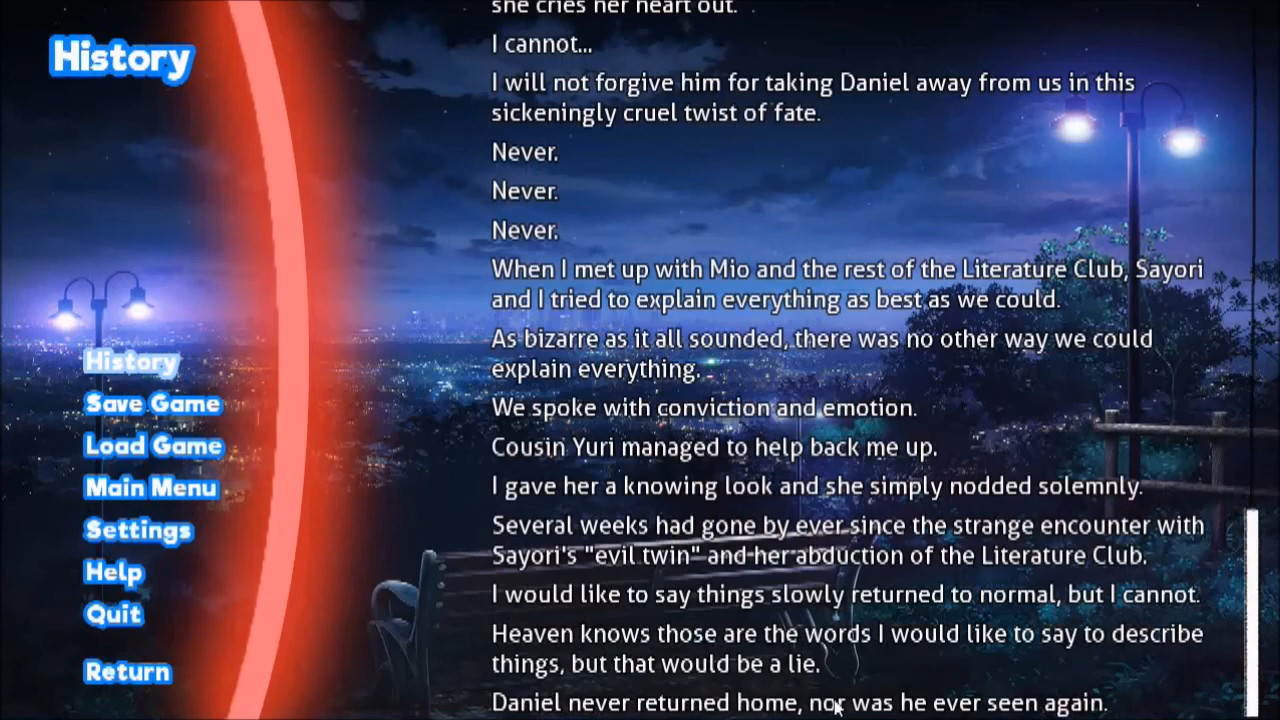 History
she cries her heart out.
I cannot...
I will not forgive him for taking Daniel away from us in this
sickeningly cruel twist of fate.
Never.
Never.
Never.
When I met up with Mio and the rest of the Literature Club, Sayori
and I tried to explain everything as best as we could.
As bizarre as it all sounded, there was no other way we could
explain everything.
We spoke with conviction and emotion.
Cousin Yuri managed to help back me up.
I gave her a knowing look and she simply nodded solemnly.
Several weeks had gone by ever since the strange encounter with
Sayori's "evil twin" and her abduction of the Literature Club.
I would like to say things slowly returned to normal, but I cannot.
Heaven knows those are the words I would like to say to describe
things, but that would be a lie.
Daniel never returned home, nor was he ever seen again.
History
Save Game
Load Game
Main Menu
Settings
Help
Quit
Return